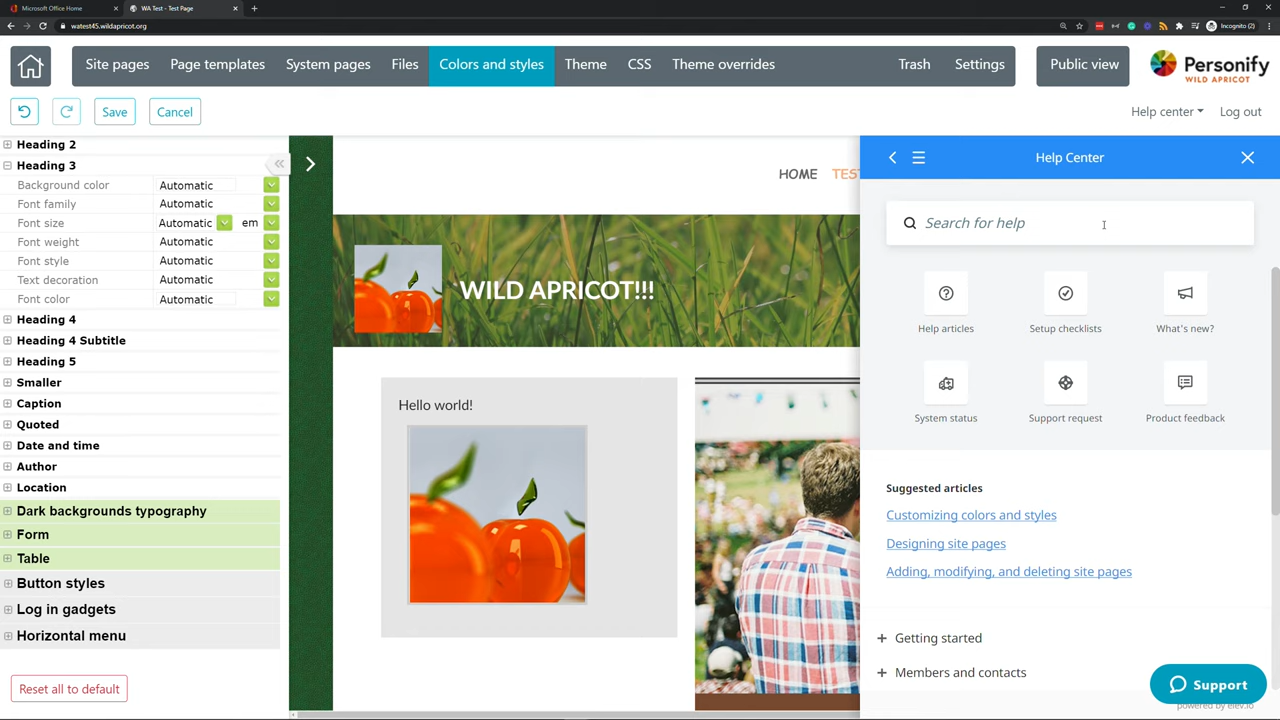 Microsoft Office Home
WA Test - Test Page
watest45.wildapricot.org
Incognito (2)
Site pages
Page templates
System pages
Files
Colors and styles
Theme
CSS
Theme overrides
Trash
Settings
Public view
Personify
WILD APRICOT
Save
Cancel
Help center
Log out
Heading 2
Heading 3
Background color Automatic
Font family Automatic
Font size Automatic em
Font weight Automatic
Font style Automatic
Text decoration Automatic
Font color Automatic
Heading 4
Heading 4 Subtitle
Heading 5
Smaller
Caption
Quoted
Date and time
Author
Location
Dark backgrounds typography
Form
Table
Button styles
Log in gadgets
Horizontal menu
Reset all to default
HOME TES
WILD APRICOT!!!
Hello world!
Help Center
Search for help
Help articles
Setup checklists
What's new?
System status
Support request
Product feedback
Suggested articles
Customizing colors and styles
Designing site pages
Adding, modifying, and deleting site pages
+ Getting started
+ Members and contacts
Support
powered by elev.io